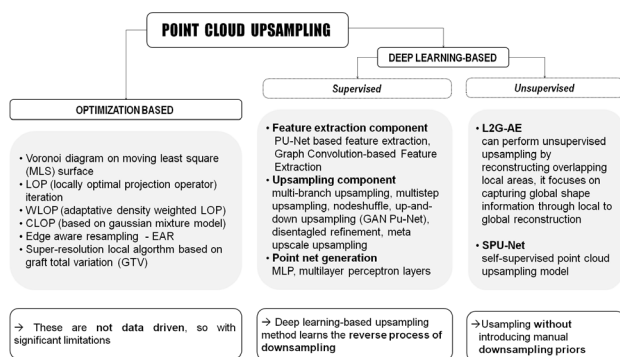 POINT CLOUD UPSAMPLING
DEEP LEARNING-BASED
Supervised
Unsupervised
OPTIMIZATION BASED
• Voronoi diagram on moving least square
(MLS) surface
• LOP (locally optimal projection operator)
iteration
• WLOP (adaptative density weighted LOP)
• CLOP (based on gaussian mixture model)
• Edge aware resampling - EAR
• Super-resolution local algorthm based on
graft total variation (GTV)
• Feature extraction component
PU-Net based feature extraction,
Graph Convolution-based Feature
Extraction
• Upsampling component
multi-branch upsampling, multistep
upsampling, nodeshuffle, up-and-
down upsampling (GAN Pu-Net),
disentagled refinement, meta
upscale upsampling
• Point net generation
MLP, multilayer perceptron layers
• L2G-AE
can perform unsupervised
upsampling by
reconstructing overlapping
local areas, it focuses on
capturing global shape
information through local to
global reconstruction
• SPU-Net
self-supervised point cloud
upsampling model
→ These are not data driven, so with
significant limitations
→ Deep learning-based upsampling
method learns the reverse process of
downsampling
→Usampling without
introducing manual
downsampling priors